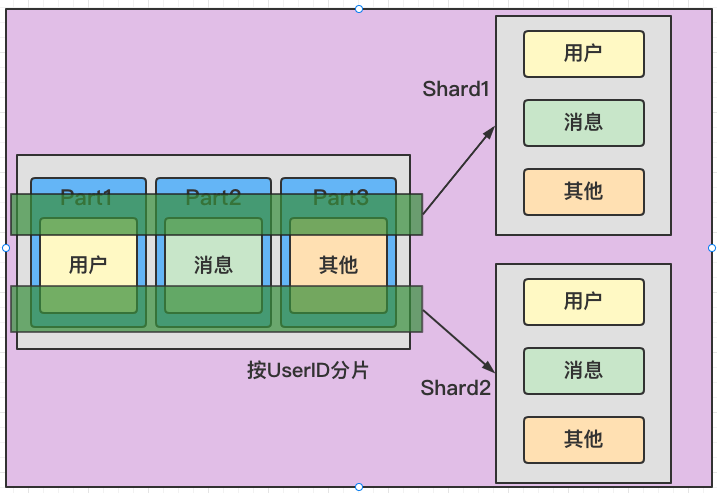 Part1
Part2
Part3
用户
消息
其他
按UserID分片
Shard1
用户
消息
其他
Shard2
用户
消息
其他